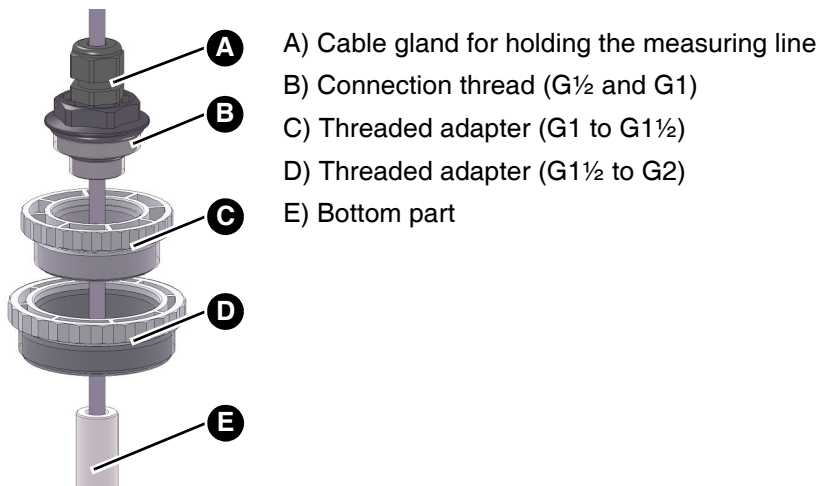 A
B
C
D
E
A) Cable gland for holding the measuring line
B) Connection thread (G½ and G1)
C) Threaded adapter (G1 to G1½)
D) Threaded adapter (G1½ to G2)
E) Bottom part